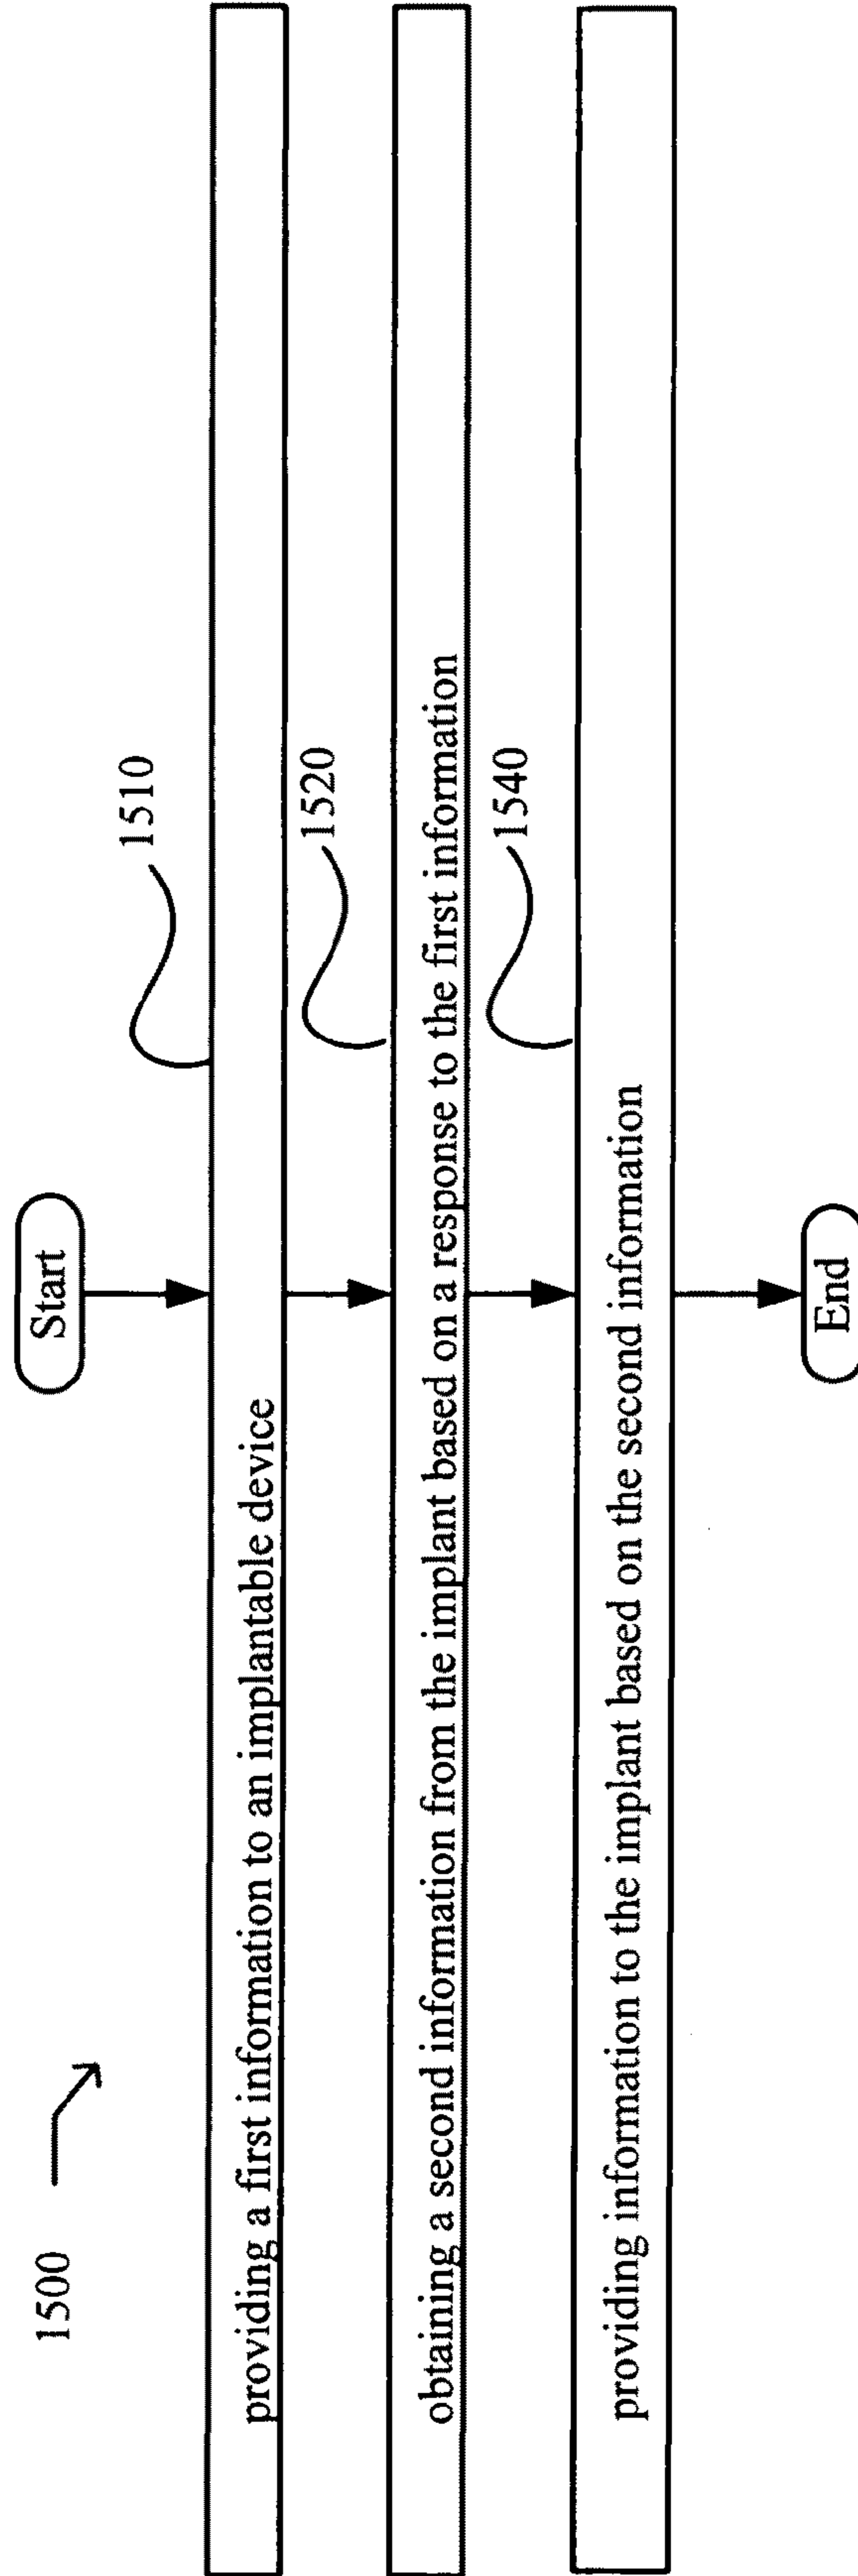 1500
Start
1510
providing a first information to an implantable device
1520
obtaining a second information from the implant based on a response to the first information
1540
providing information to the implant based on the second information
End